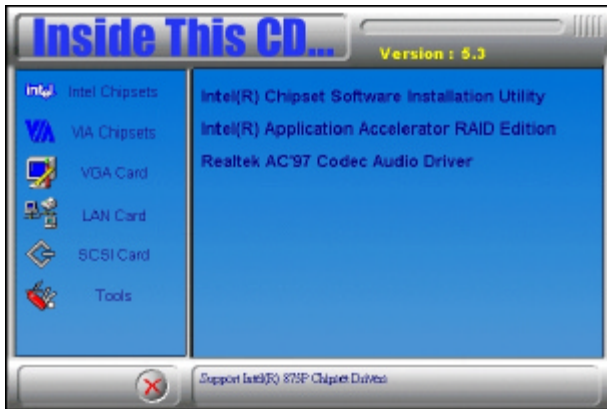 Inside This CD...
Version : 5.3
intel Intel Chipsets
VIA VIA Chipsets
VGA Card
LAN Card
SCSI Card
Tools
Intel(R) Chipset Software Installation Utility
Intel(R) Application Accelerator RAID Edition
Realtek AC'97 Codec Audio Driver
Support Intel(R) 875P Chipset Drivers